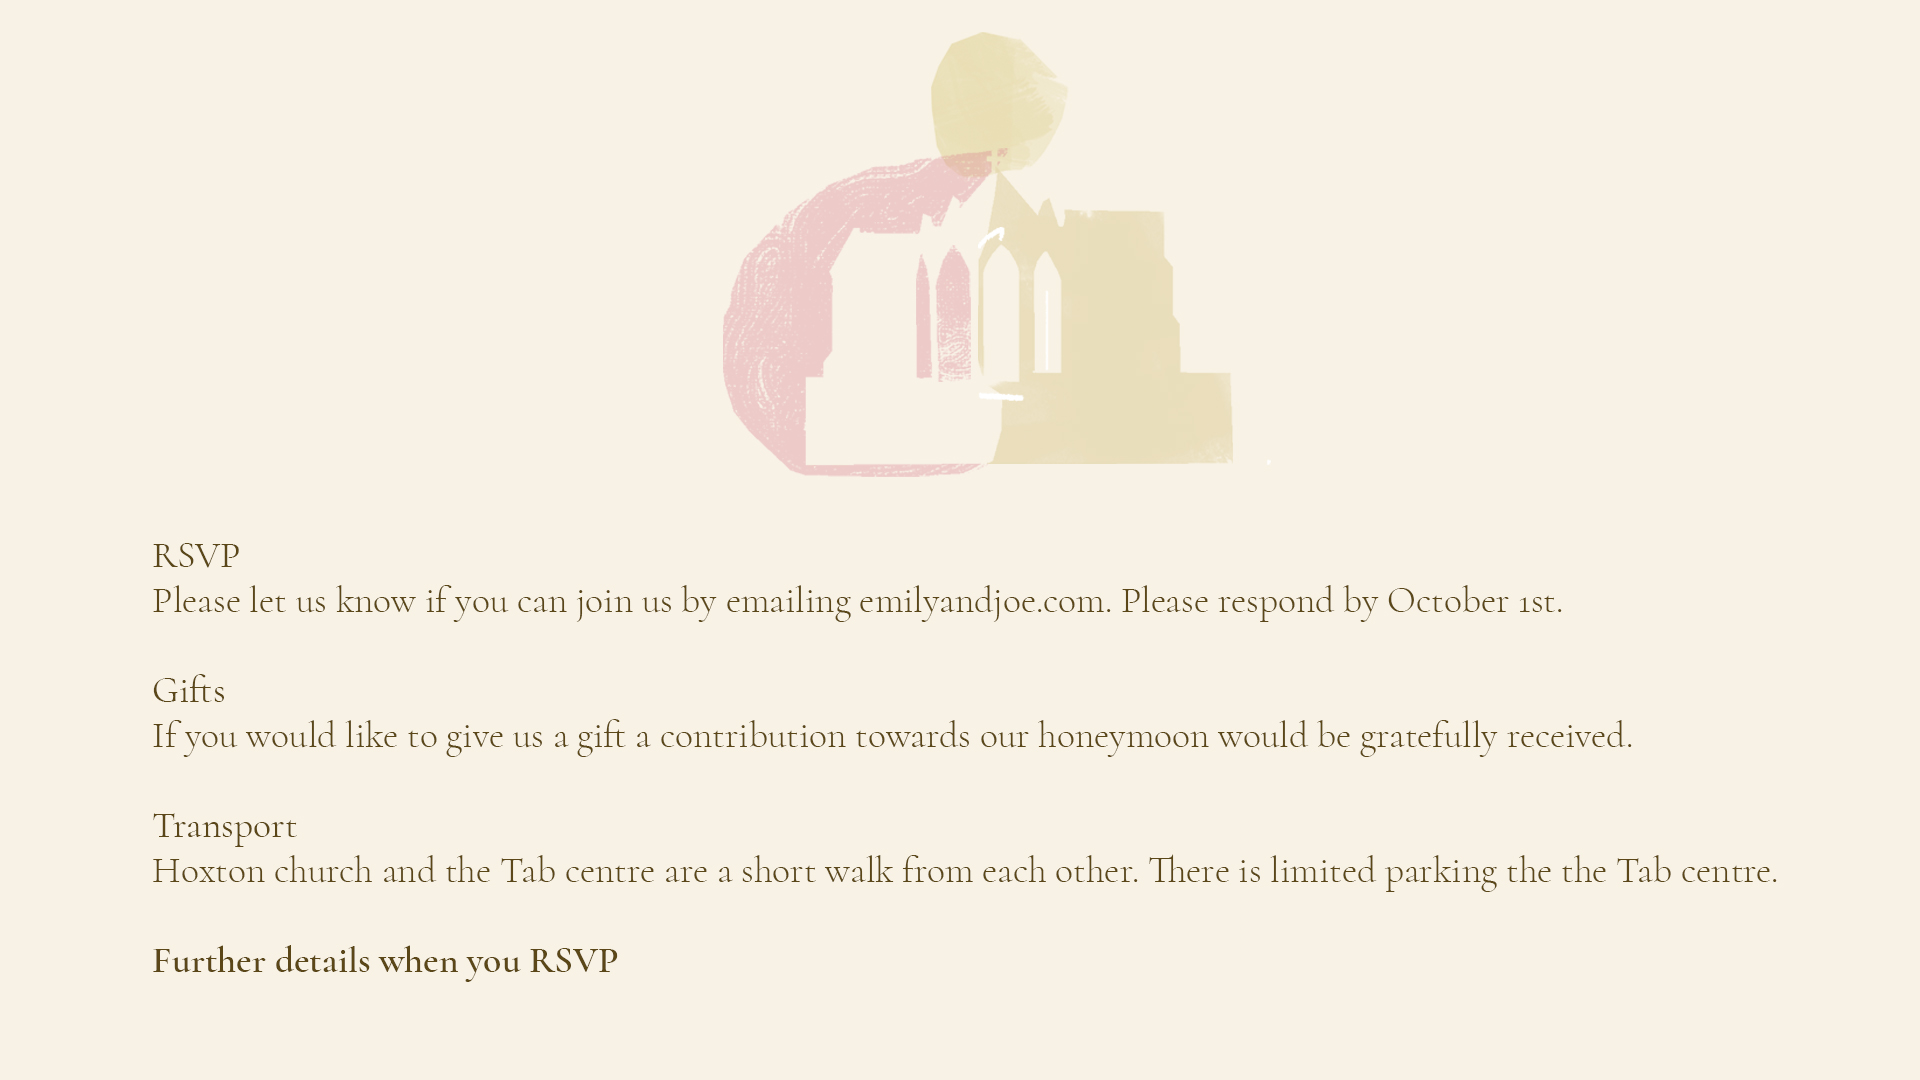 RSVP
Please let us know if you can join us by emailing emilyandjoe.com. Please respond by October 1st.
Gifts
If you would like to give us a gift a contribution towards our honeymoon would be gratefully received.
Transport
Hoxton church and the Tab centre are a short walk from each other. There is limited parking the the Tab centre.
Further details when you RSVP